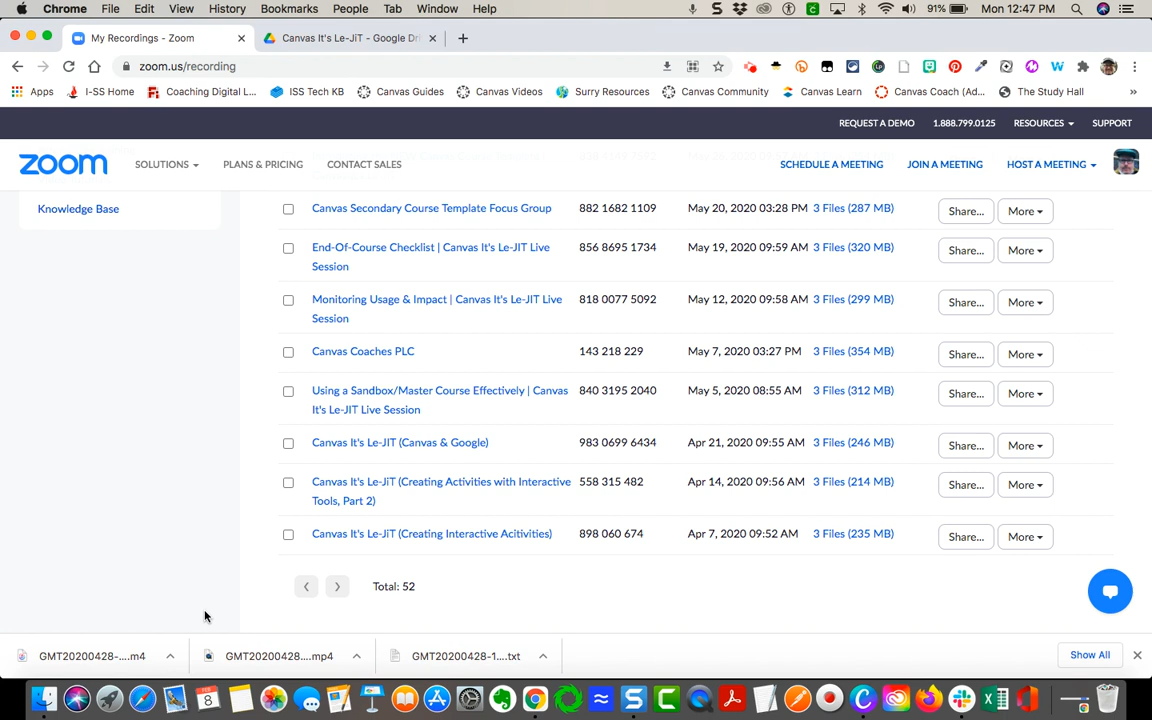 Chrome File Edit View History Bookmarks People Tab Window Help 91% Mon 12:47 PM
My Recordings - Zoom Canvas It's Le-JiT - Google Dr
zoom.us/recording
Apps I-SS Home Coaching Digital L... ISS Tech KB Canvas Guides Canvas Videos Surry Resources Canvas Community Canvas Learn Canvas Coach (Ad... The Study Hall »
REQUEST A DEMO 1.888.799.0125 RESOURCES SUPPORT
zoom SOLUTIONS PLANS & PRICING CONTACT SALES SCHEDULE A MEETING JOIN A MEETING HOST A MEETING
Knowledge Base
Canvas Secondary Course Template Focus Group 882 1682 1109 May 20, 2020 03:28 PM 3 Files (287 MB) Share... More
End-Of-Course Checklist | Canvas It's Le-JIT Live 856 8695 1734 May 19, 2020 09:59 AM 3 Files (320 MB) Share... More
Session
Monitoring Usage & Impact | Canvas It's Le-JIT Live 818 0077 5092 May 12, 2020 09:58 AM 3 Files (299 MB) Share... More
Session
Canvas Coaches PLC 143 218 229 May 7, 2020 03:27 PM 3 Files (354 MB) Share... More
Using a Sandbox/Master Course Effectively | Canvas 840 3195 2040 May 5, 2020 08:55 AM 3 Files (312 MB) Share... More
It's Le-JIT Live Session
Canvas It's Le-JIT (Canvas & Google) 983 0699 6434 Apr 21, 2020 09:55 AM 3 Files (246 MB) Share... More
Canvas It's Le-JiT (Creating Activities with Interactive 558 315 482 Apr 14, 2020 09:56 AM 3 Files (214 MB) Share... More
Tools, Part 2)
Canvas It's Le-JiT (Creating Interactive Acitivities) 898 060 674 Apr 7, 2020 09:52 AM 3 Files (235 MB) Share... More
Total: 52
GMT20200428-....m4 GMT20200428....mp4 GMT20200428-1....txt Show All
FEB 8